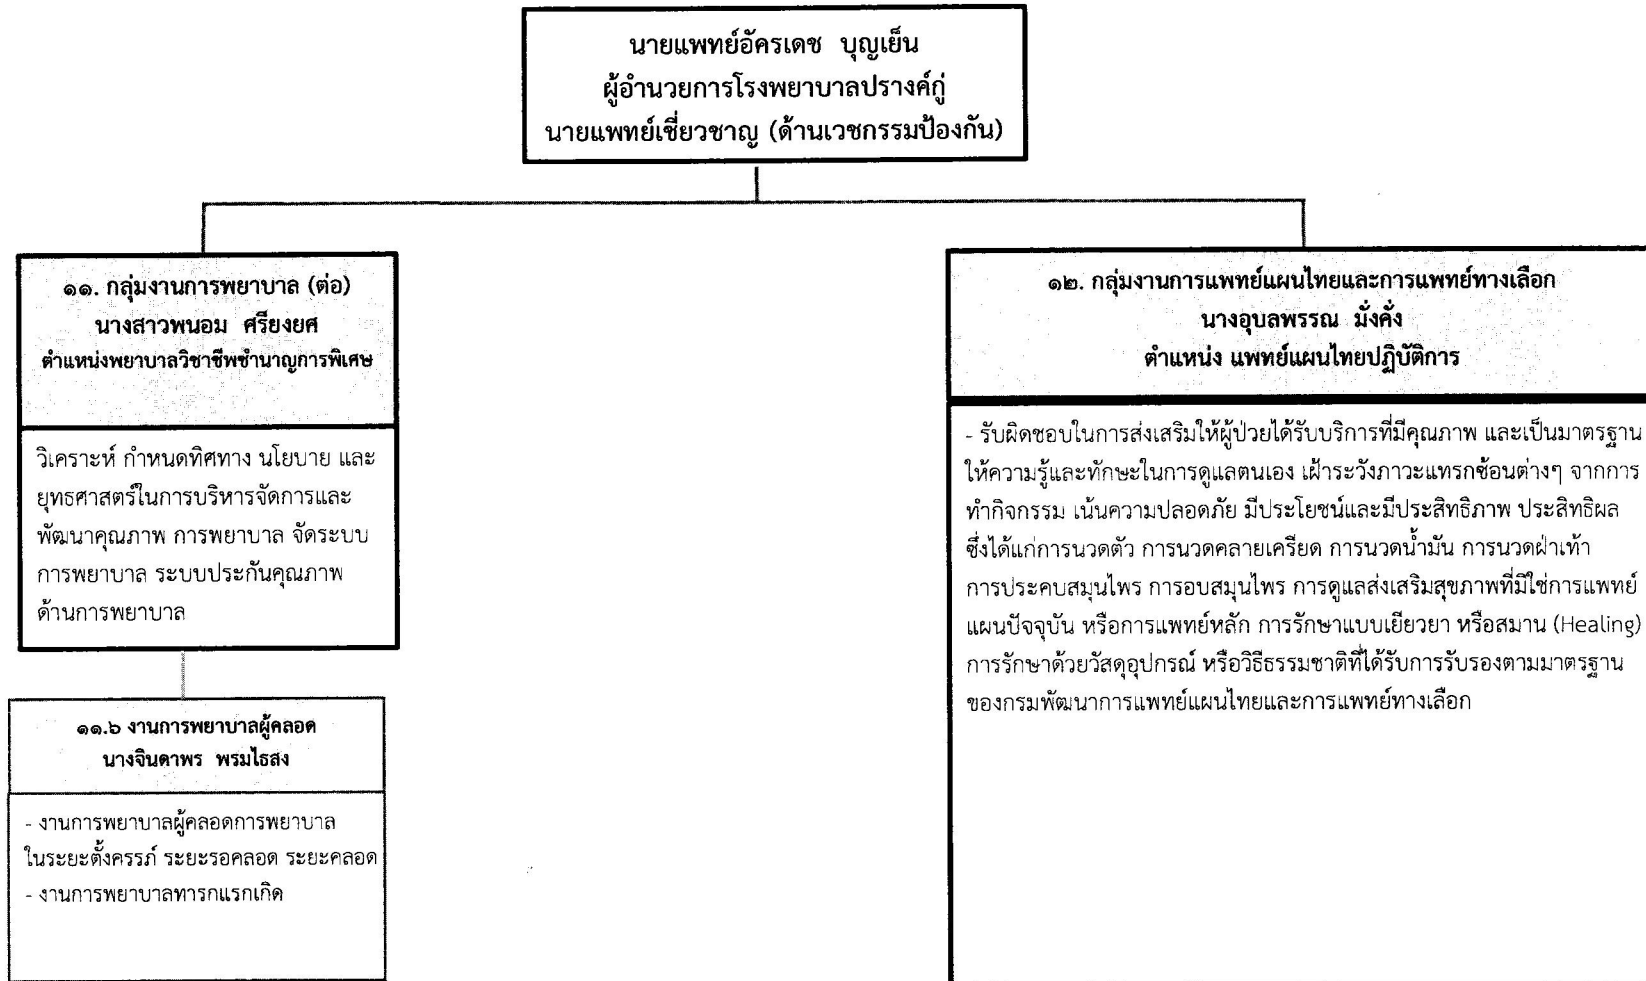 นายแพทย์อัครเดช บุญเย็น
ผู้อำนวยการโรงพยาบาลปรางค์กู่
นายแพทย์เชี่ยวชาญ (ด้านเวชกรรมป้องกัน)
๑๑. กลุ่มงานการพยาบาล (ต่อ)
นางสาวพนอม ศรียงยศ
ตำแหน่งพยาบาลวิชาชีพชำนาญการพิเศษ
วิเคราะห์ กำหนดทิศทาง นโยบาย และ
ยุทธศาสตร์ในการบริหารจัดการและ
พัฒนาคุณภาพ การพยาบาล จัดระบบ
การพยาบาล ระบบประกันคุณภาพ
ด้านการพยาบาล
๑๑.๖ งานการพยาบาลผู้คลอด
นางจินดาพร พรมไธสง
- งานการพยาบาลผู้คลอดการพยาบาล
ในระยะตั้งครรภ์ ระยะรอคลอด ระยะคลอด
- งานการพยาบาลทารกแรกเกิด
๑๒. กลุ่มงานการแพทย์แผนไทยและการแพทย์ทางเลือก
นางอุบลพรรณ มั่งคั่ง
ตำแหน่ง แพทย์แผนไทยปฏิบัติการ
- รับผิดชอบในการส่งเสริมให้ผู้ป่วยได้รับบริการที่มีคุณภาพ และเป็นมาตรฐาน
ให้ความรู้และทักษะในการดูแลตนเอง เฝ้าระวังภาวะแทรกซ้อนต่างๆ จากการ
ทำกิจกรรม เน้นความปลอดภัย มีประโยชน์และมีประสิทธิภาพ ประสิทธิผล
ซึ่งได้แก่การนวดตัว การนวดคลายเครียด การนวดน้ำมัน การนวดฝ่าเท้า
การประคบสมุนไพร การอบสมุนไพร การดูแลส่งเสริมสุขภาพที่มิใช่การแพทย์
แผนปัจจุบัน หรือการแพทย์หลัก การรักษาแบบเยียวยา หรือสมาน (Healing)
การรักษาด้วยวัสดุอุปกรณ์ หรือวิธีธรรมชาติที่ได้รับการรับรองตามมาตรฐาน
ของกรมพัฒนาการแพทย์แผนไทยและการแพทย์ทางเลือก